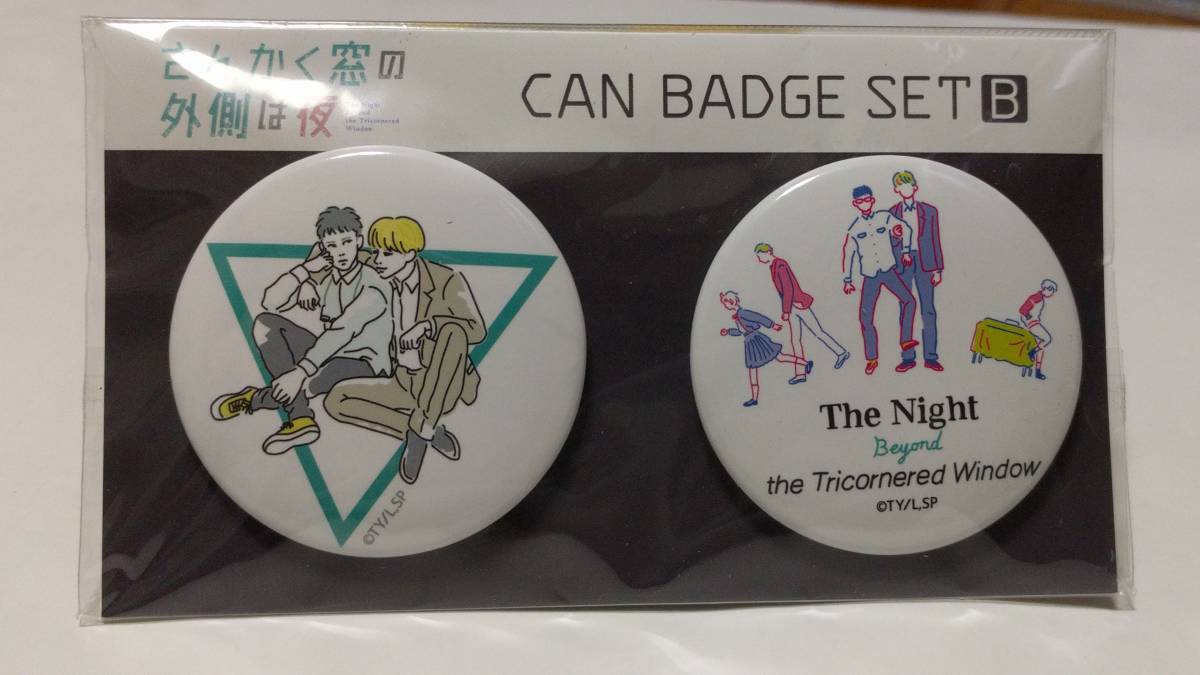 さんかく窓の
外側は夜
The Night
Beyond
the Tricornered
Window
CAN BADGE SET B
©TY/L,SP
The Night
Beyond
the Tricornered Window
©TY/L,SP